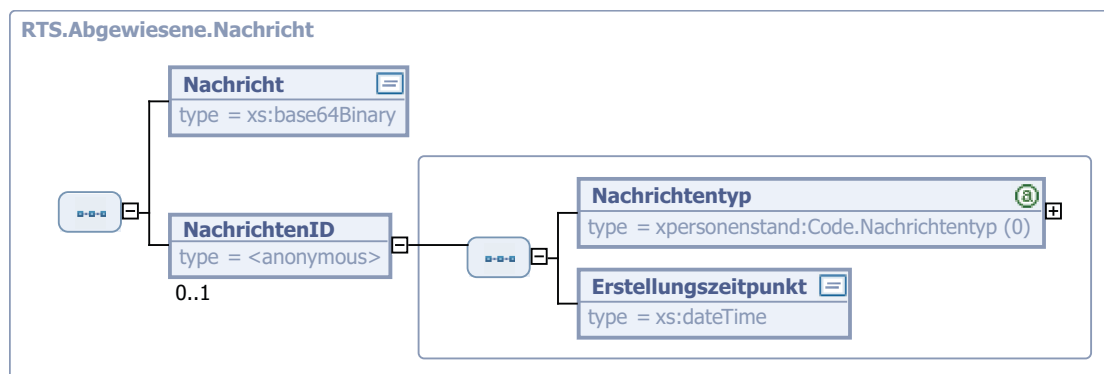 RTS.Abgewiesene.Nachricht
Nachricht
type = xs:base64Binary
NachrichtenID
type = <anonymous>
0..1
Nachrichtentyp
type = xpersonenstand:Code.Nachrichtentyp (0)
Erstellungszeitpunkt
type = xs:dateTime